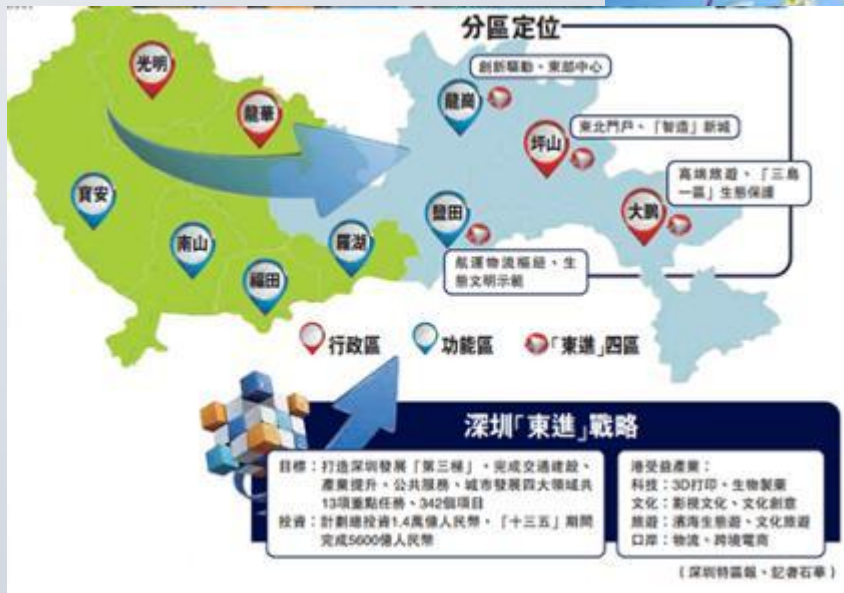 分區定位
光明
創新驅動、東部中心
龍崗
龍華
東北門戶、「智造」新城
坪山
高端旅遊、「三島
一區」生態保護
寶安
鹽田
大鵬
南山
羅湖
福田
航運物流樞紐、生
態文明示範
行政區
功能區
「東進」四區
深圳「東進」戰略
目標：打造深圳發展「第三極」，完成交通建設、
產業提升、公共服務、城市發展四大領域共
13項重點任務、342個項目
投資：計劃總投資1.4萬億人民幣，「十三五」期間
完成5600億人民幣
港受益產業：
科技：3D打印、生物製藥
文化：影視文化、文化創意
旅遊：濱海生態遊、文化旅遊
口岸：物流、跨境電商
（深圳特區報、記者石華）